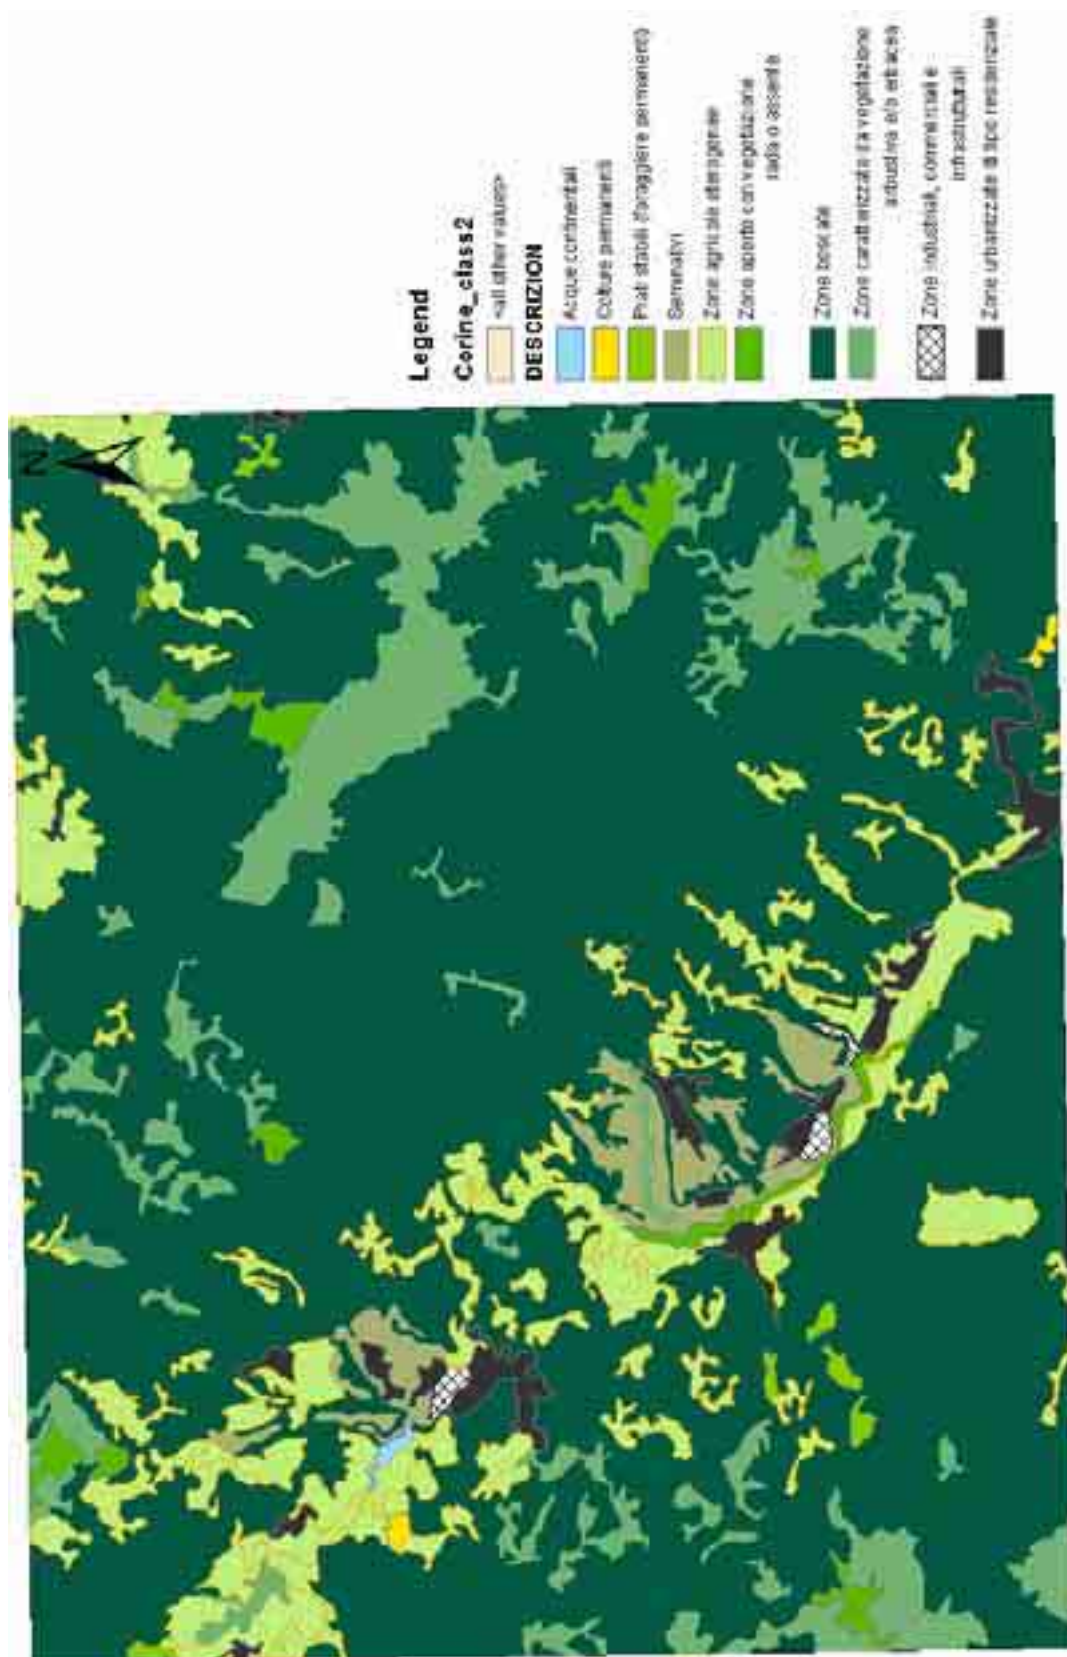 Legend
Corine_class2
<all other values>
DESCRIZION
Acque continentali
Colture permanenti
Prati stabili (foraggiere permanenti)
Seminativi
Zone agricole eterogenee
Zone aperte con vegetazione
rada o assente
Zone boscate
Zone caratterizzate da vegetazione
arbustiva e/o erbacea
Zone industriali, commerciali e
infrastrutturali
Zone urbanizzate di tipo residenziale
N